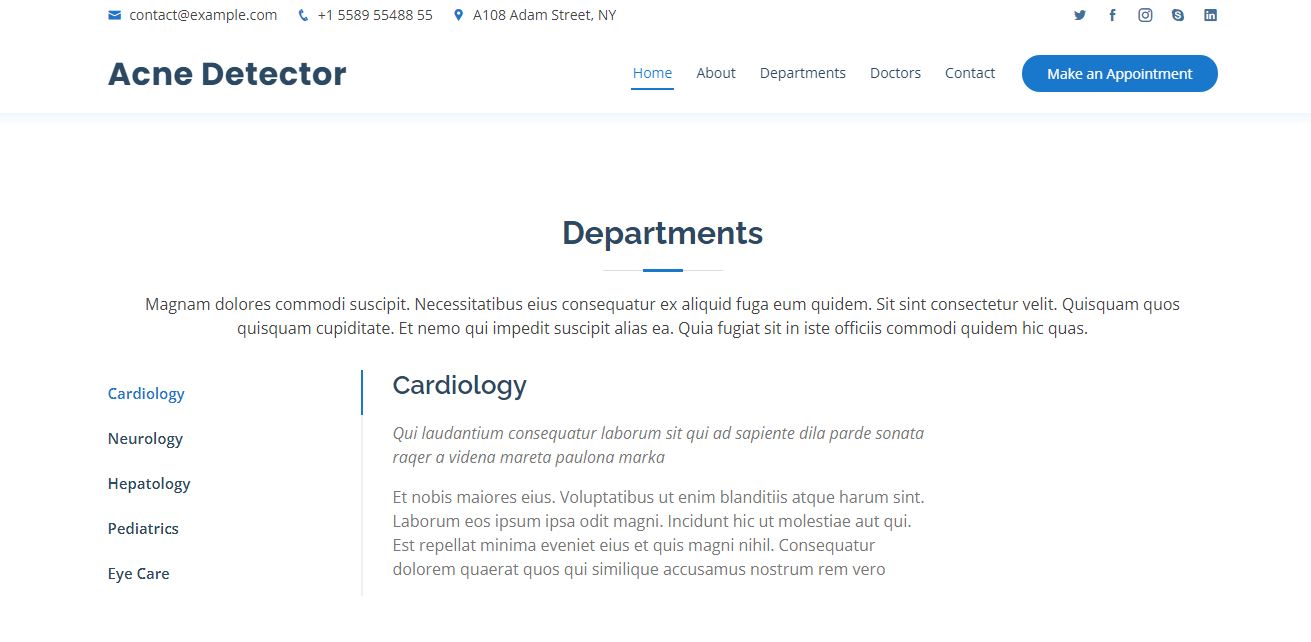 contact@example.com +1 5589 55488 55 A108 Adam Street, NY
Acne Detector
Home About Departments Doctors Contact Make an Appointment
Departments
Magnam dolores commodi suscipit. Necessitatibus eius consequatur ex aliquid fuga eum quidem. Sit sint consectetur velit. Quisquam quos
quisquam cupiditate. Et nemo qui impedit suscipit alias ea. Quia fugiat sit in iste officiis commodi quidem hic quas.
Cardiology
Neurology
Hepatology
Pediatrics
Eye Care
Cardiology
Qui laudantium consequatur laborum sit qui ad sapiente dila parde sonata
raqer a videna mareta paulona marka
Et nobis maiores eius. Voluptatibus ut enim blanditiis atque harum sint.
Laborum eos ipsum ipsa odit magni. Incidunt hic ut molestiae aut qui.
Est repellat minima eveniet eius et quis magni nihil. Consequatur
dolorem quaerat quos qui similique accusamus nostrum rem vero